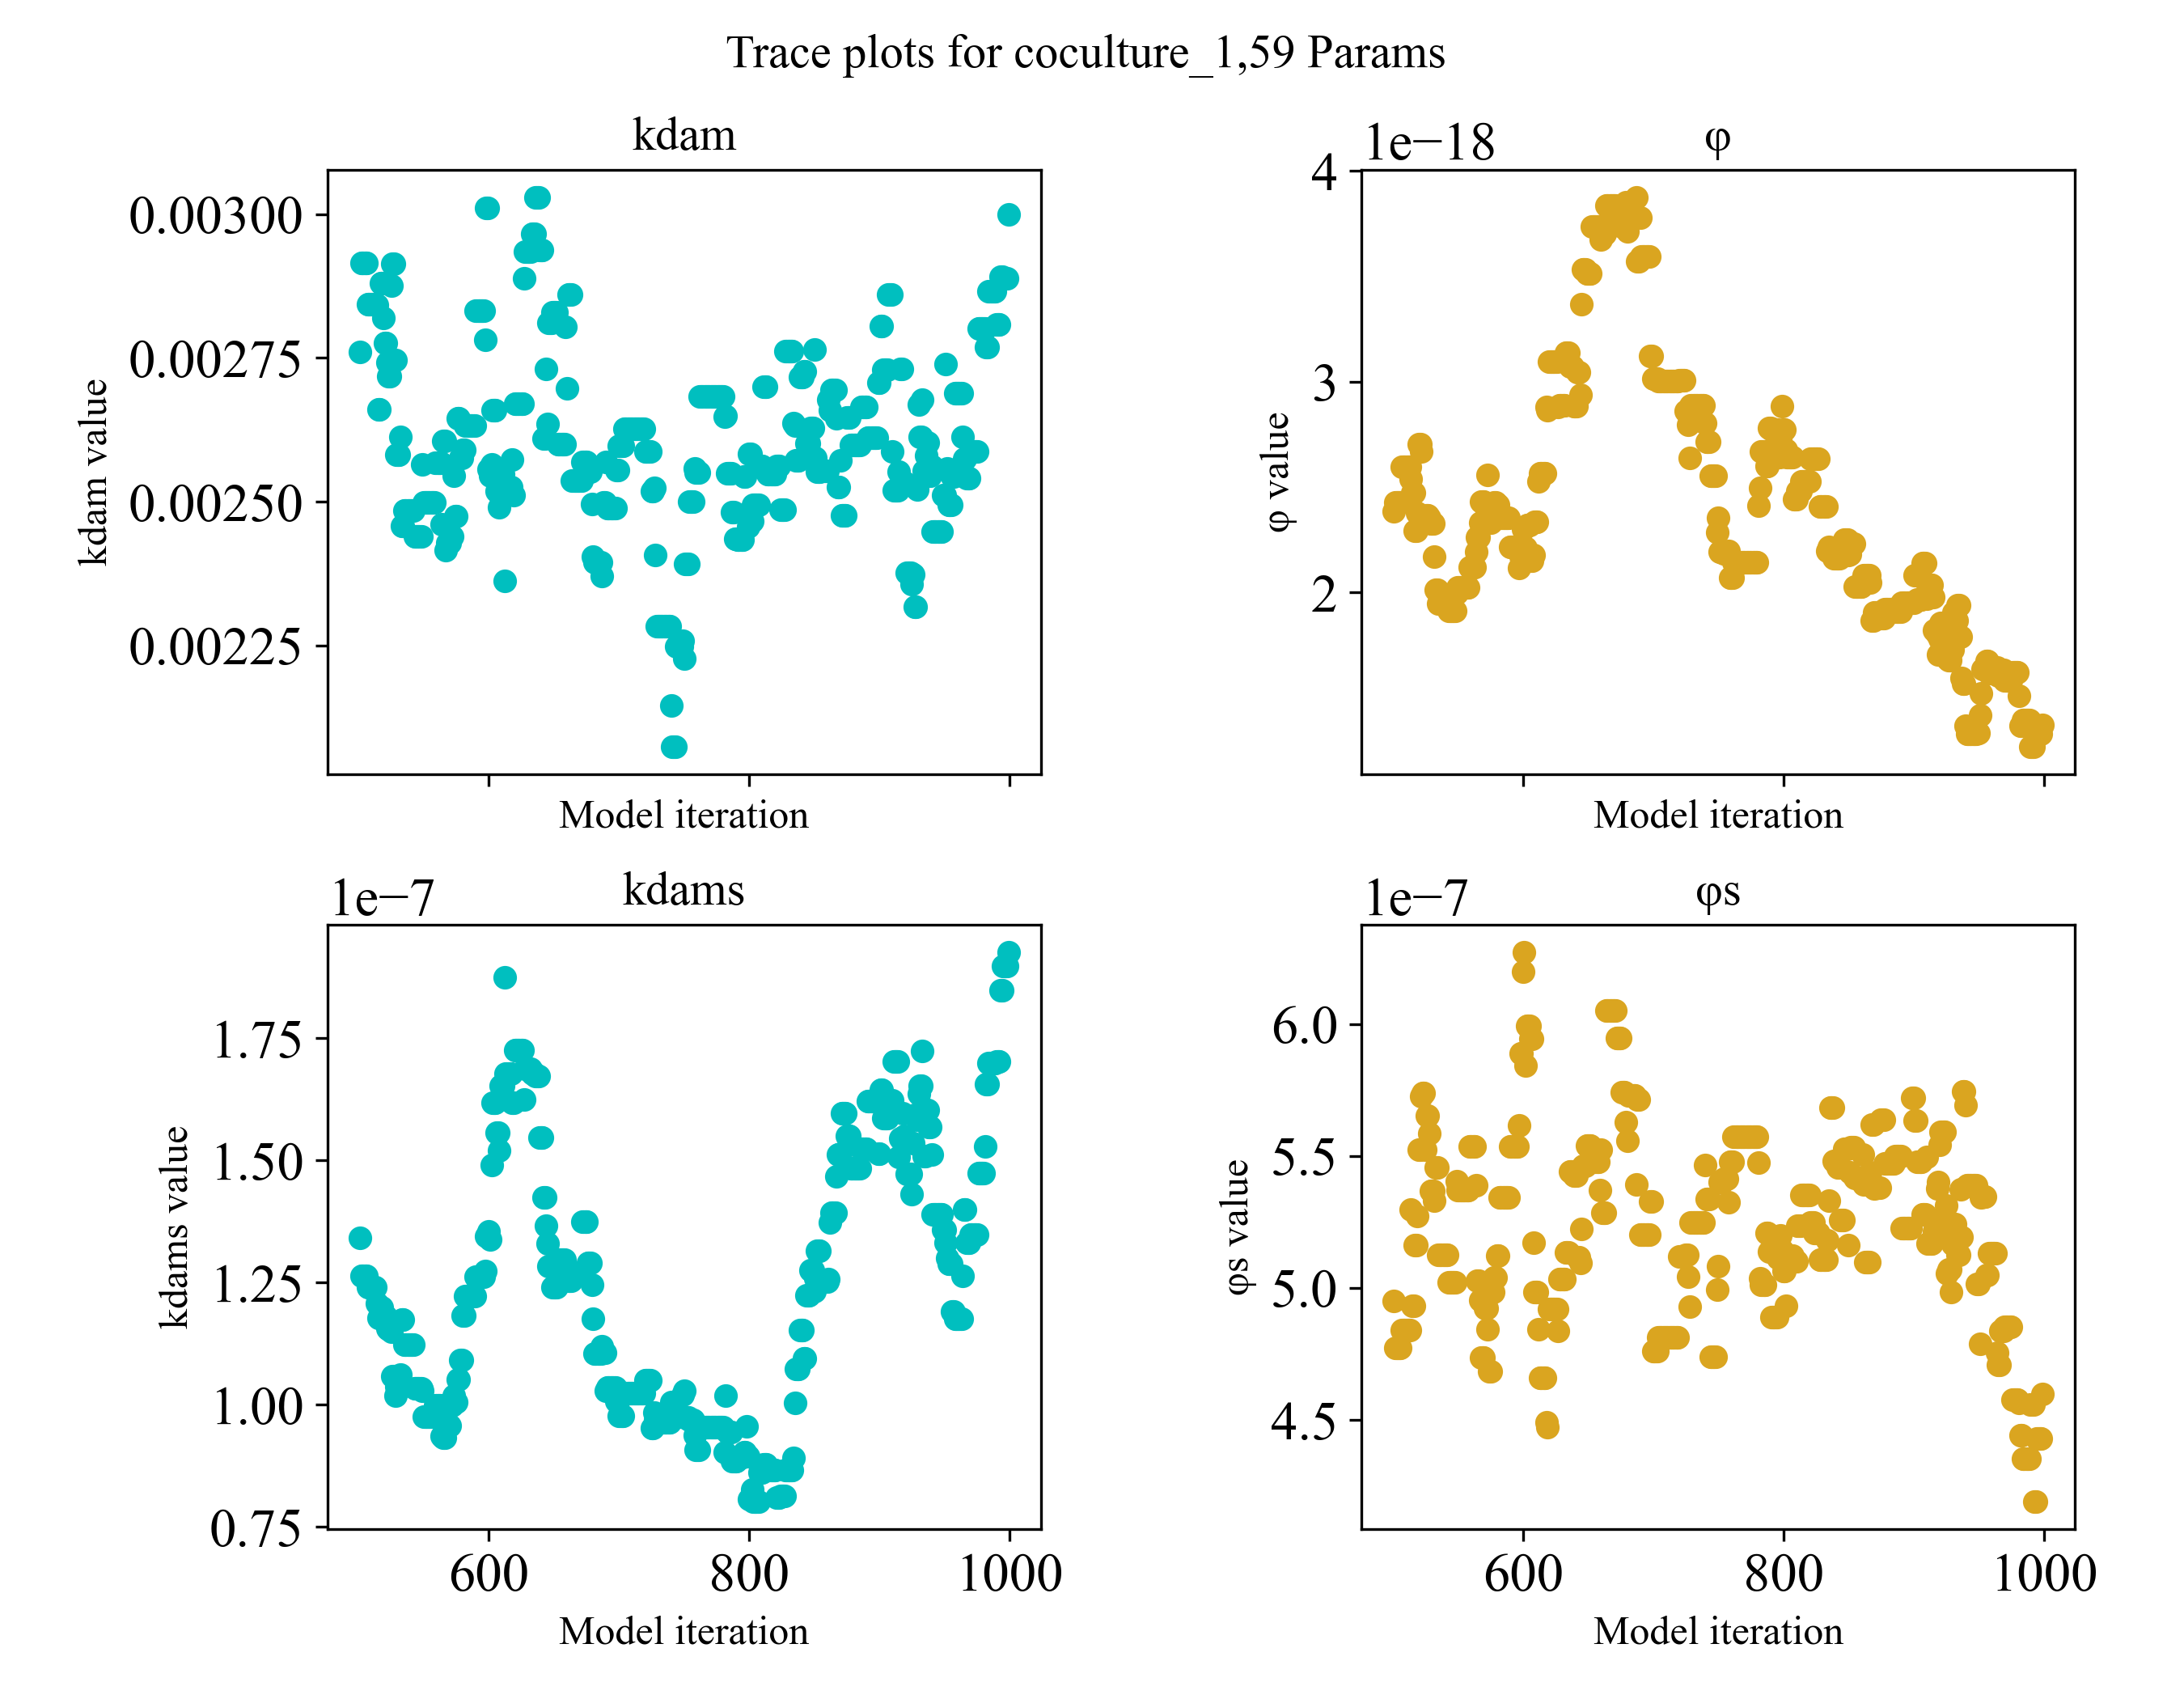 Trace plots for coculture_1,59 Params
kdam
0.00300
0.00275
0.00250
0.00225
kdam value
Model iteration
1e−18
φ
4
3
2
φ value
Model iteration
1e−7
kdams
1.75
1.50
1.25
1.00
0.75
kdams value
600 800 1000
Model iteration
1e−7
φs
6.0
5.5
5.0
4.5
φs value
600 800 1000
Model iteration